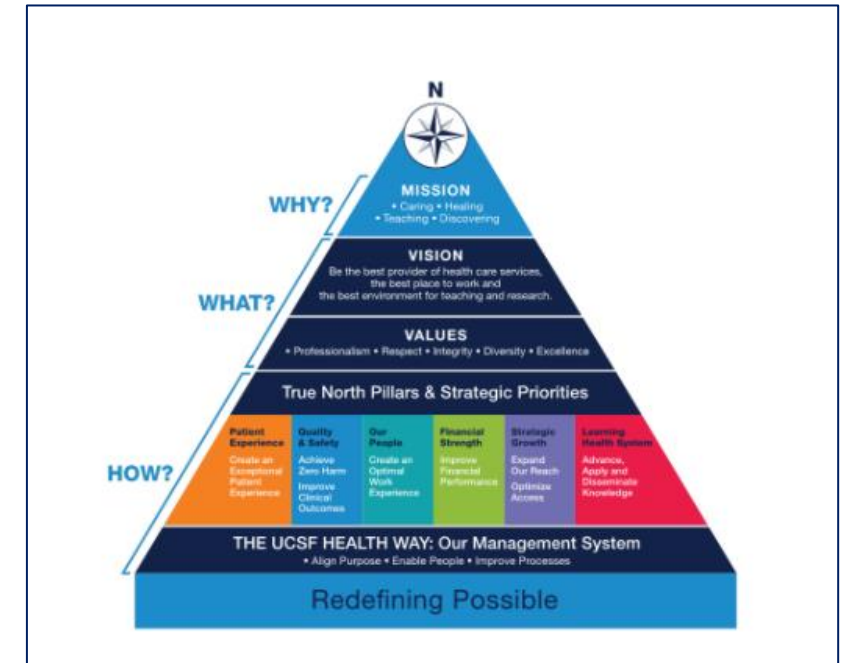 N
WHY?
MISSION
• Caring • Healing
• Teaching • Discovering
WHAT?
VISION
Be the best provider of health care services,
the best place to work and
the best environment for teaching and research.
VALUES
• Professionalism • Respect • Integrity • Diversity • Excellence
HOW?
True North Pillars & Strategic Priorities
Patient
Experience
Create an
Exceptional
Patient
Experience
Quality
& Safety
Achieve
Zero Harm
Improve
Clinical
Outcomes
Our
People
Create an
Optimal
Work
Experience
Financial
Strength
Improve
Financial
Performance
Strategic
Growth
Expand
Our Reach
Optimize
Access
Learning
Health System
Advance,
Apply and
Disseminate
Knowledge
THE UCSF HEALTH WAY: Our Management System
• Align Purpose • Enable People • Improve Processes
Redefining Possible